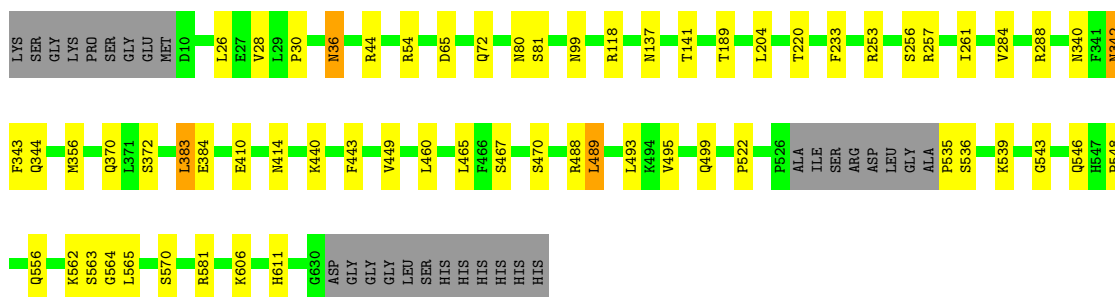 LYS SER GLY LYS PRO SER GLY GLU MET D10 L26 E27 V28 L29 P30 N36 R44 R54 D65 Q72 N80 S81 N99 R118 N137 T141 T189 L204 T220 F233 R253 S256 R257 I261 V284 R288 N340 F341 N342
F343 Q344 M356 Q370 L371 S372 L383 E384 E410 N414 K440 F443 V449 L460 L465 F466 S467 S470 R488 L489 L493 K494 V495 Q499 P522 P526 ALA ILE SER ARG ASP LEU GLY ALA P535 S536 K539 G543 Q546 H547
Q556 K562 S563 G564 L565 S570 R581 K606 H611 G630 ASP GLY GLY GLY LEU SER HIS HIS HIS HIS HIS HIS